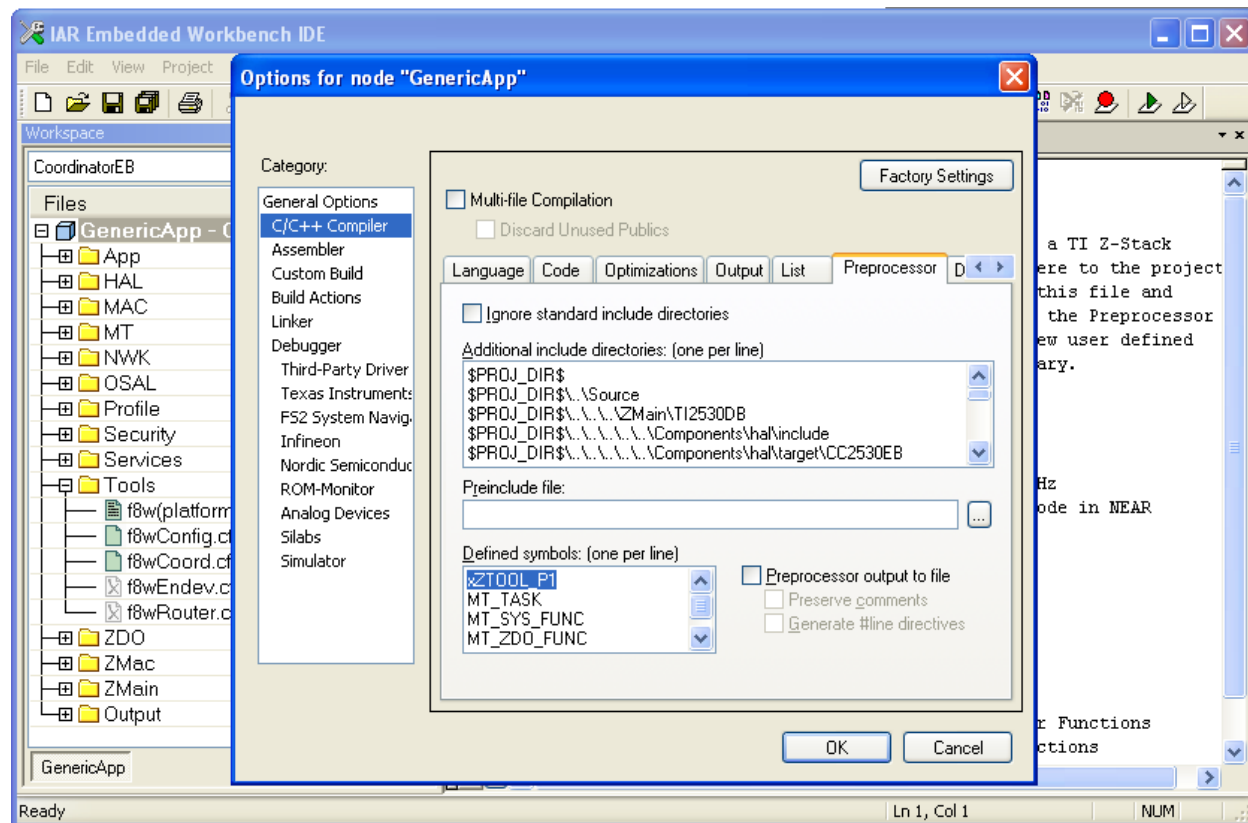 IAR Embedded Workbench IDE
File Edit View Project
Workspace
CoordinatorEB
Files
GenericApp - C
App
HAL
MAC
MT
NWK
OSAL
Profile
Security
Services
Tools
f8w(platform
f8wConfig.cf
f8wCoord.cf
f8wEndev.c
f8wRouter.c
ZDO
ZMac
ZMain
Output
GenericApp
Options for node "GenericApp"
Category:
General Options
C/C++ Compiler
Assembler
Custom Build
Build Actions
Linker
Debugger
Third-Party Driver
Texas Instruments
FS2 System Navig
Infineon
Nordic Semiconduc
ROM-Monitor
Analog Devices
Silabs
Simulator
Factory Settings
Multi-file Compilation
Discard Unused Publics
Language Code Optimizations Output List Preprocessor D
Ignore standard include directories
Additional include directories: (one per line)
$PROJ_DIR$
$PROJ_DIR$\..\Source
$PROJ_DIR$\..\..\..\ZMain\TI2530DB
$PROJ_DIR$\..\..\..\..\..\Components\hal\include
$PROJ_DIR$\..\..\..\..\..\Components\hal\target\CC2530EB
Preinclude file:
...
Defined symbols: (one per line)
xZTOOL_P1
MT_TASK
MT_SYS_FUNC
MT_ZDO_FUNC
Preprocessor output to file
Preserve comments
Generate #line directives
OK Cancel
a TI Z-Stack
ere to the project
this file and
the Preprocessor
ew user defined
ary.
Hz
ode in NEAR
r Functions
ctions
Ready Ln 1, Col 1 NUM